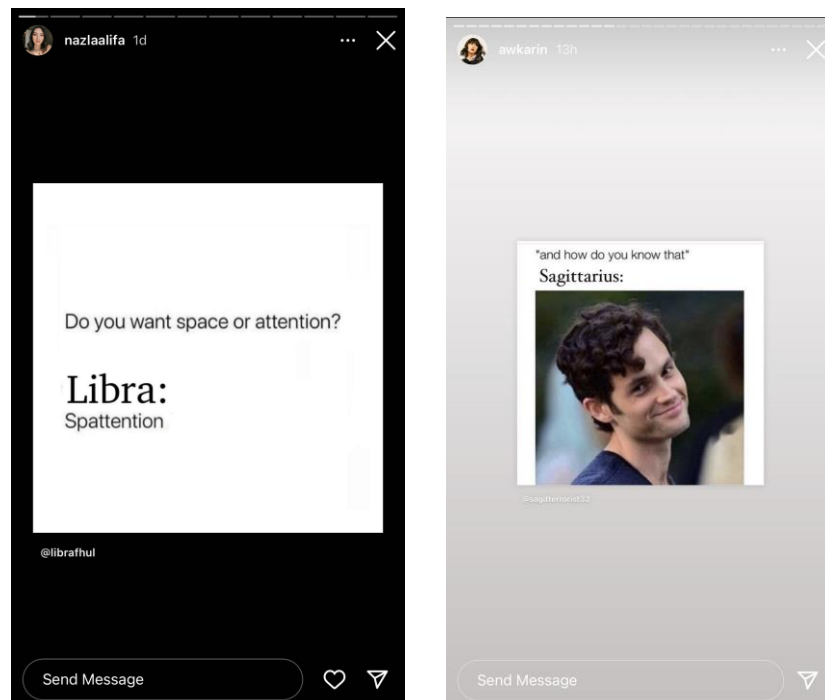 nazlaalifa 1d
Do you want space or attention?
Libra:
Spattention
@librafhul
Send Message
awkarin 13h
"and how do you know that"
Sagittarius:
Send Message